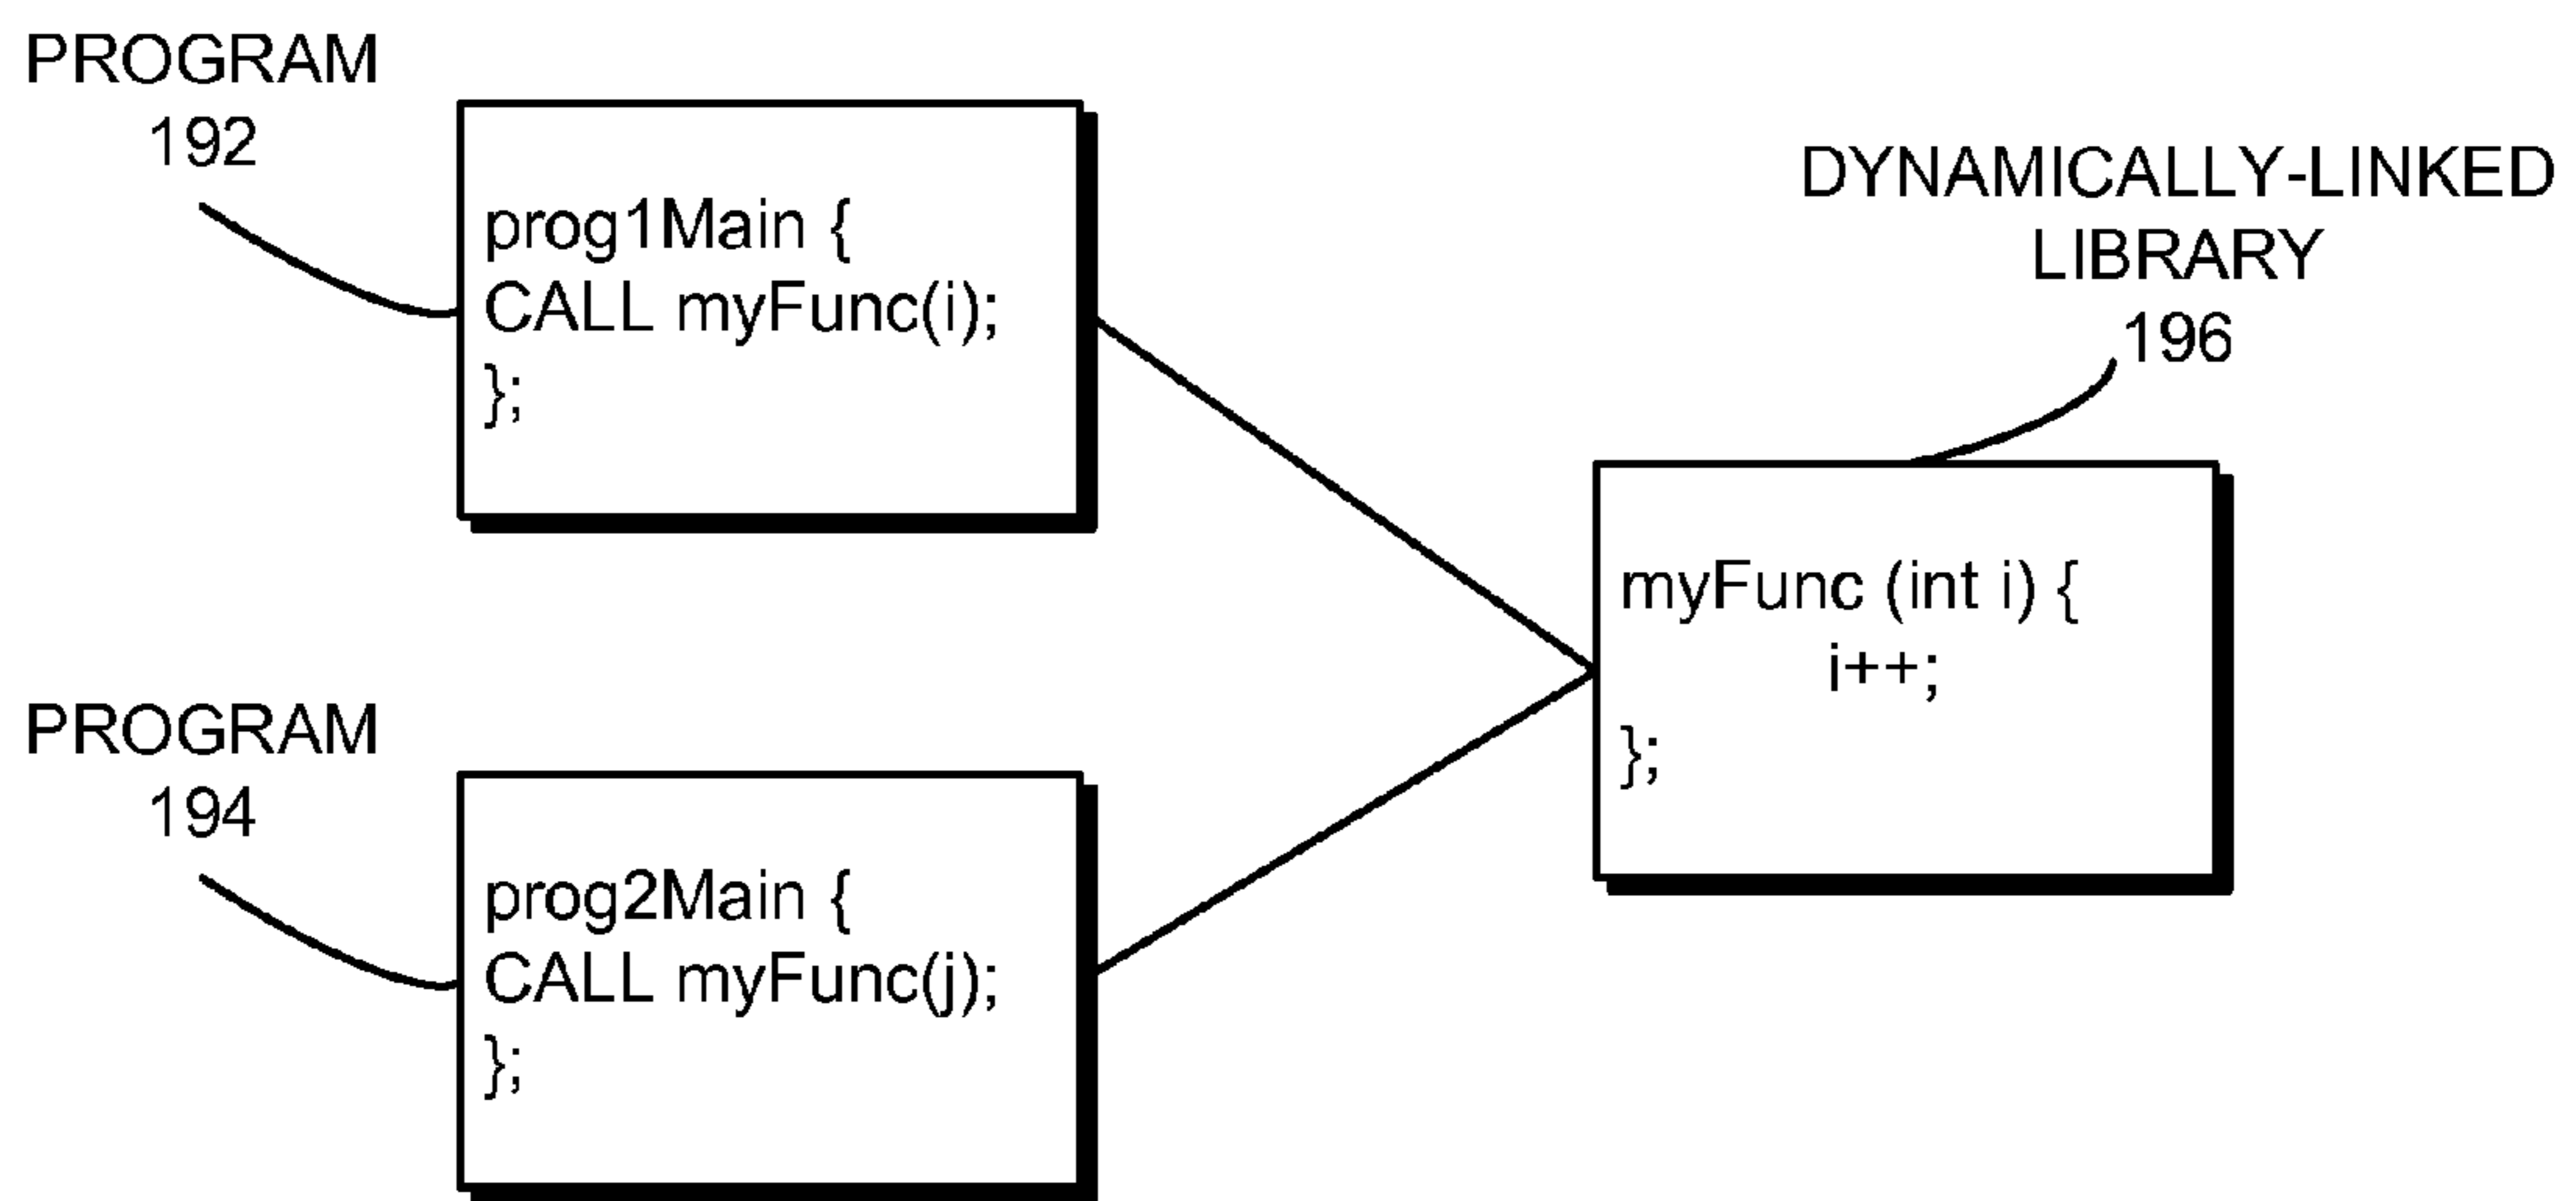 PROGRAM
192
prog1Main {
CALL myFunc(i);
};
DYNAMICALLY-LINKED
LIBRARY
196
myFunc (int i) {
i++;
};
PROGRAM
194
prog2Main {
CALL myFunc(j);
};